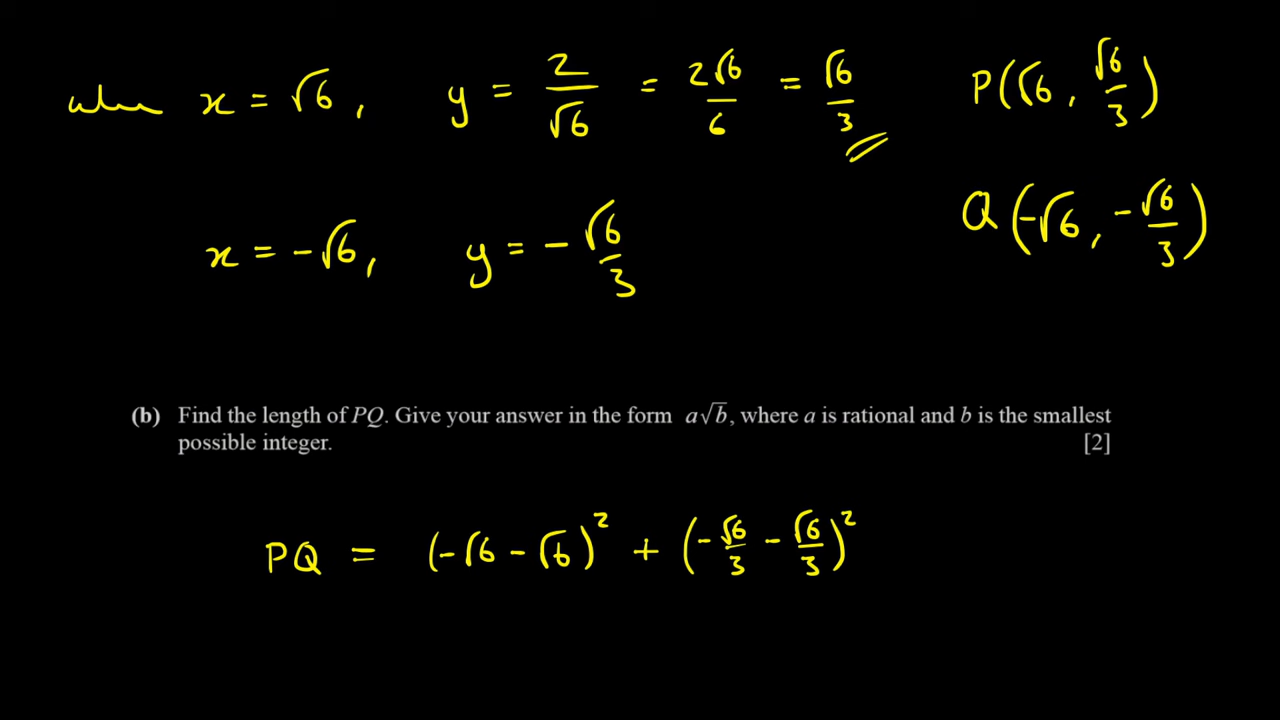 when x = √6, y = 2/√6 = 2√6/6 = √6/3 P(√6, √6/3)
x = -√6, y = -√6/3 Q(-√6, -√6/3)
(b) Find the length of PQ. Give your answer in the form a√b, where a is rational and b is the smallest
possible integer. [2]
PQ = (-√6 - √6)² + (-√6/3 - √6/3)²